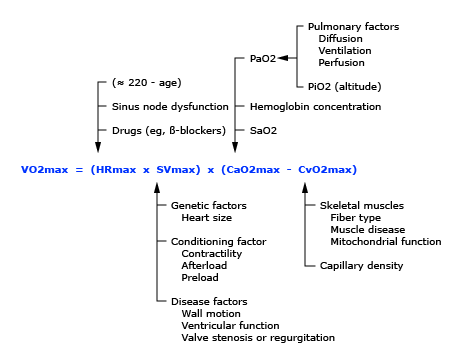 Pulmonary factors
Diffusion
Ventilation
Perfusion
PaO2
PiO2 (altitude)
(≈ 220 - age)
Sinus node dysfunction
Hemoglobin concentration
Drugs (eg, ß-blockers)
SaO2
VO2max = (HRmax x SVmax) x (CaO2max - CvO2max)
Genetic factors
Heart size
Conditioning factor
Contractility
Afterload
Preload
Disease factors
Wall motion
Ventricular function
Valve stenosis or regurgitation
Skeletal muscles
Fiber type
Muscle disease
Mitochondrial function
Capillary density